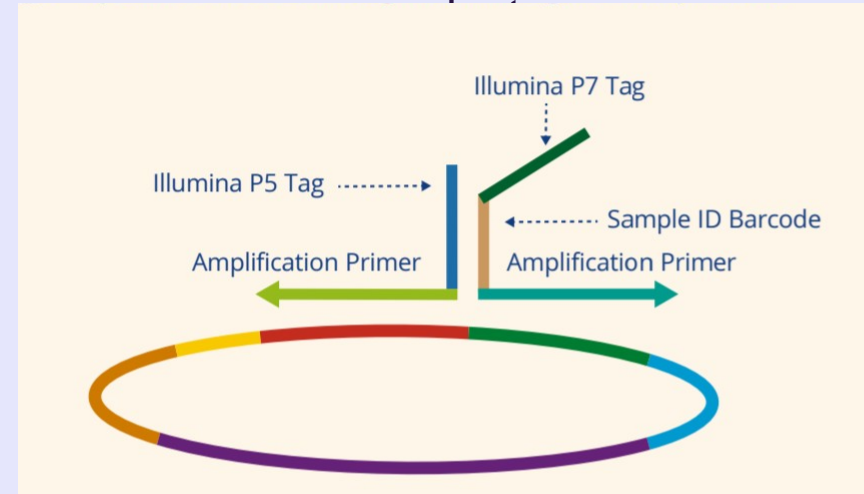 Illumina P7 Tag
Illumina P5 Tag
Sample ID Barcode
Amplification Primer
Amplification Primer